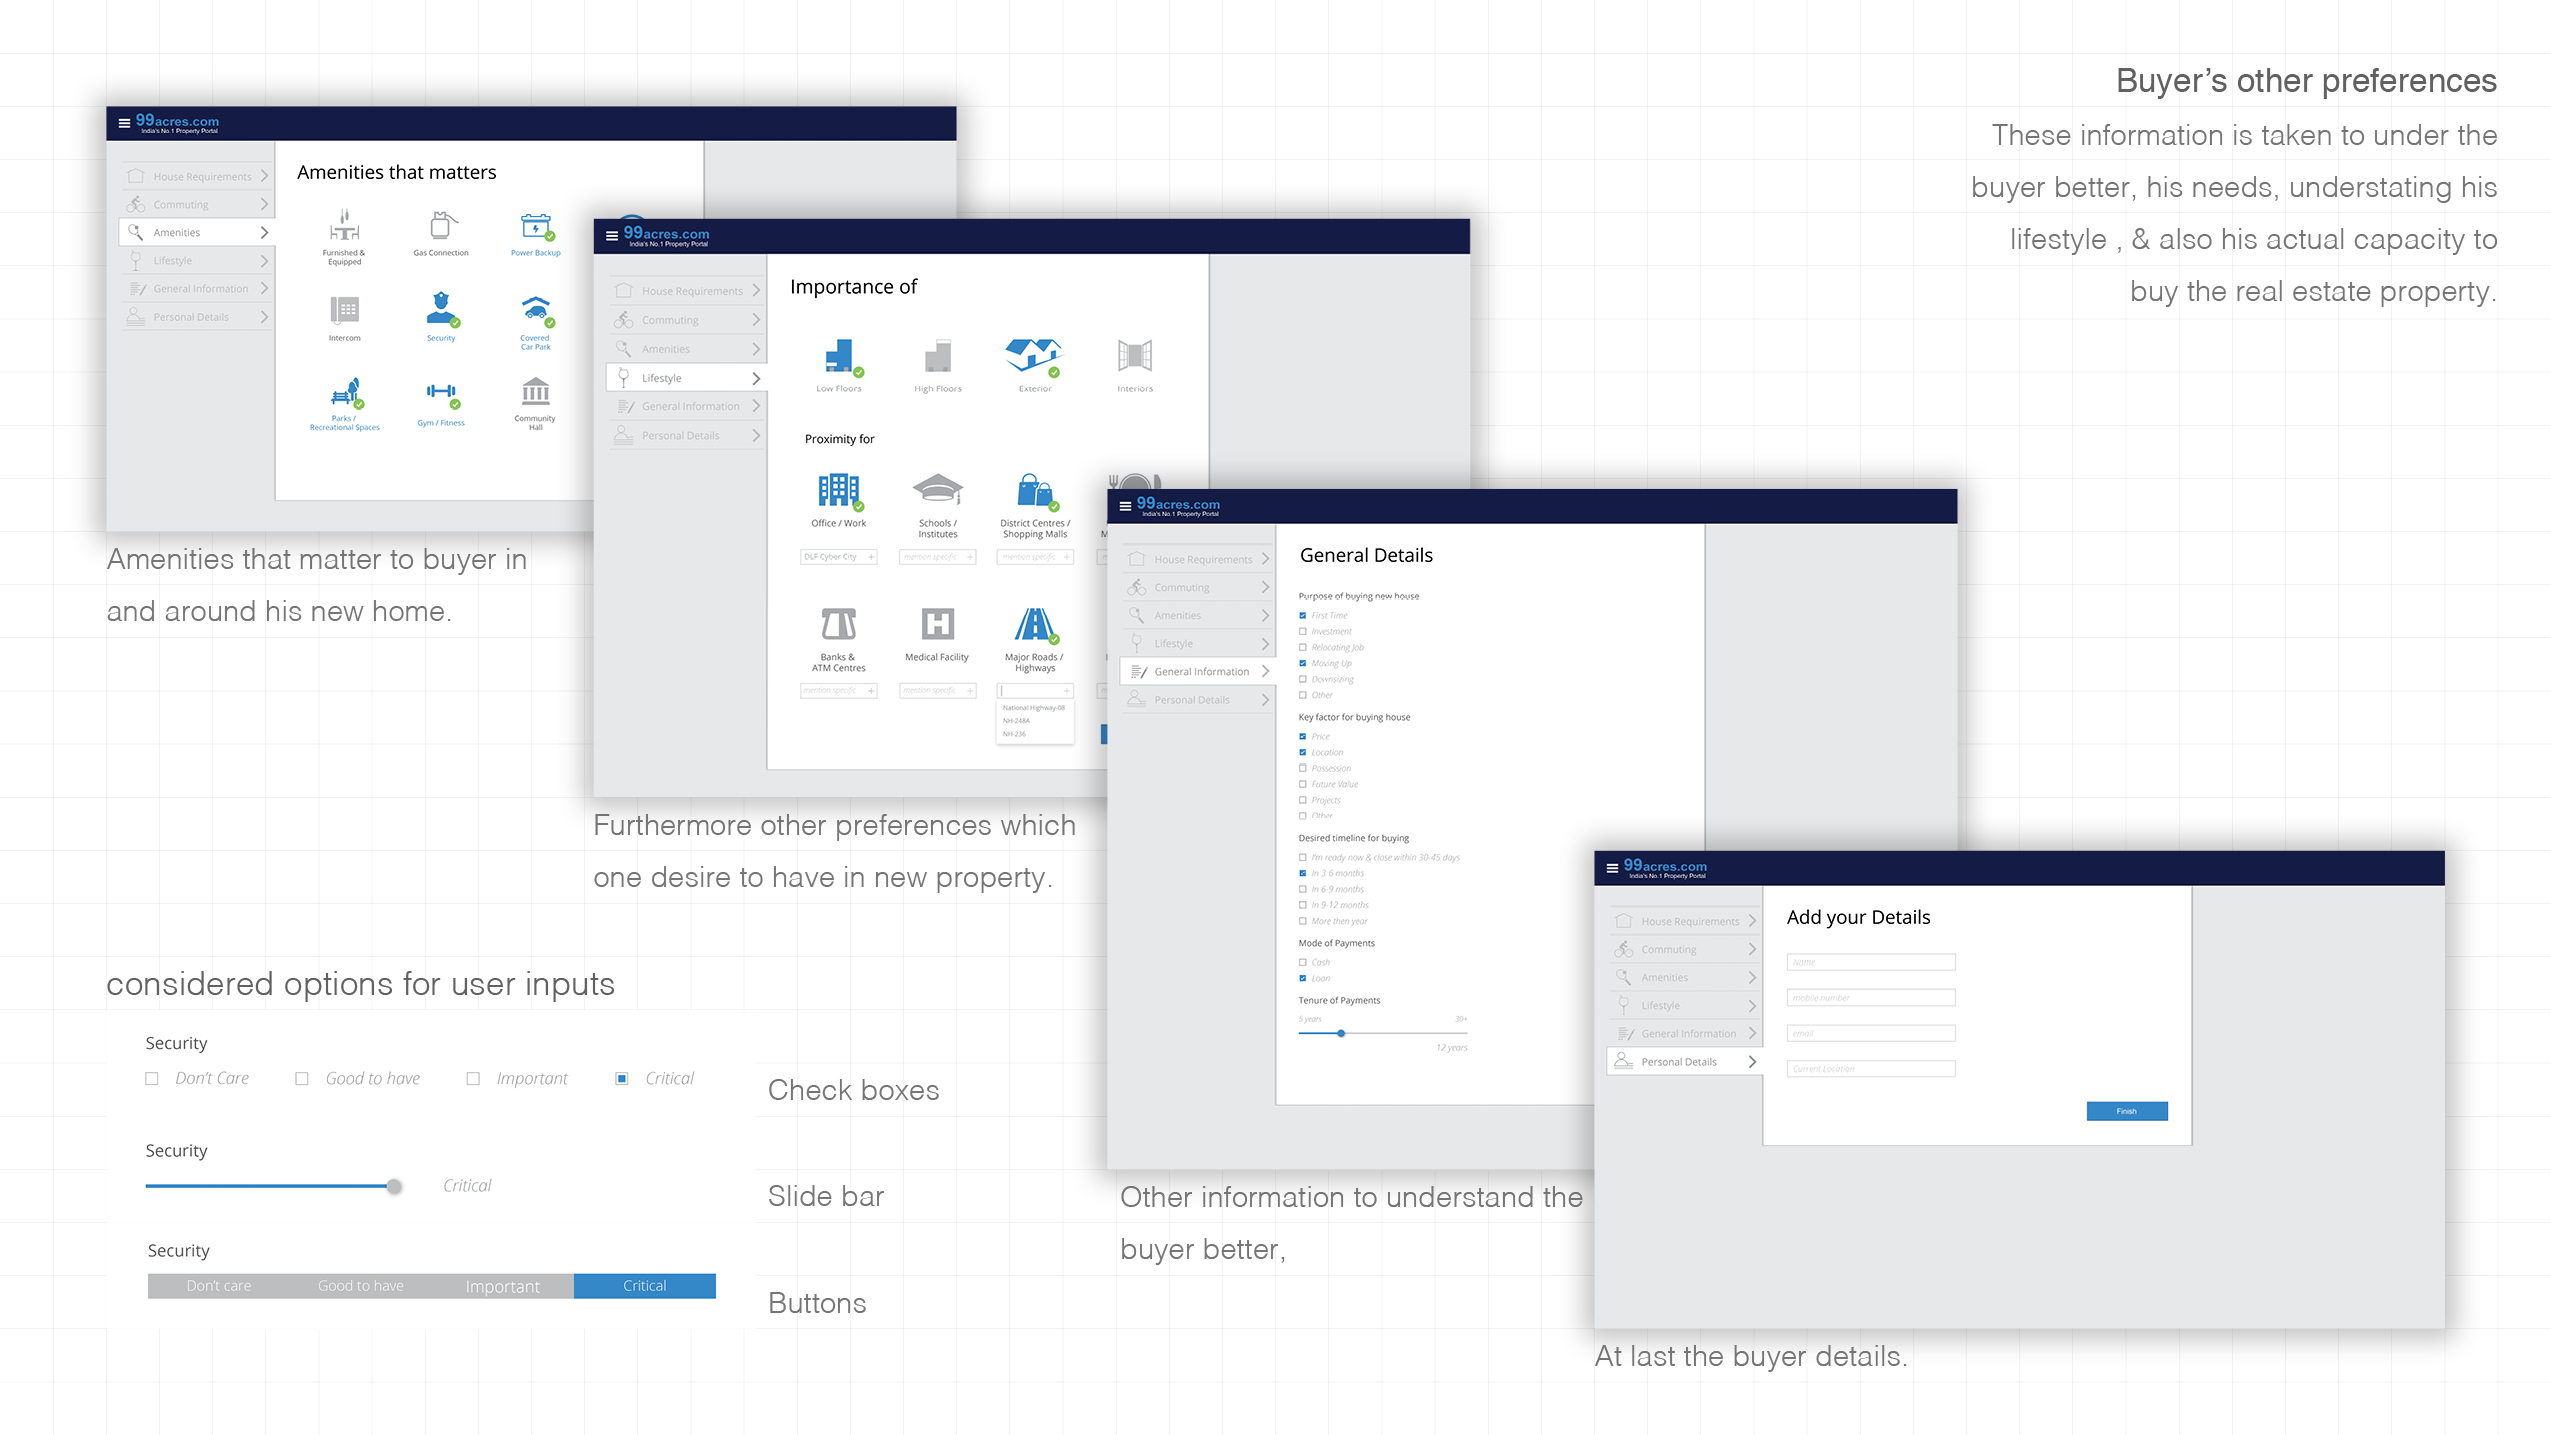 Buyer's other preferences
These information is taken to under the
buyer better, his needs, understating his
lifestyle , & also his actual capacity to
buy the real estate property.
99acres.com
India's No.1 Property Portal
House Requirements
Commuting
Amenities
Lifestyle
General Information
Personal Details
Amenities that matters
Furnished &
Equipped
Gas Connection
Power Backup
Intercom
Security
Covered
Car Park
Parks /
Recreational Spaces
Gym / Fitness
Community
Hall
Amenities that matter to buyer in
and around his new home.
99acres.com
India's No.1 Property Portal
House Requirements
Commuting
Amenities
Lifestyle
General Information
Personal Details
Importance of
Low Floors
High Floors
Exterior
Interiors
Proximity for
Office / Work
Schools /
Institutes
District Centres /
Shopping Malls
DLF Cyber City +
mention specific +
mention specific +
Banks &
ATM Centres
Medical Facility
Major Roads /
Highways
mention specific +
mention specific +
+
National Highway-08
NH-248A
NH-236
Furthermore other preferences which
one desire to have in new property.
99acres.com
India's No.1 Property Portal
House Requirements
Commuting
Amenities
Lifestyle
General Information
Personal Details
General Details
Purpose of buying new house
First Time
Investment
Relocating Job
Moving Up
Downsizing
Other
Key factor for buying house
Price
Location
Possession
Future Value
Projects
Other
Desired timeline for buying
I'm ready now & close within 30-45 days
In 3 6 months
In 6-9 months
In 9-12 months
More then year
Mode of Payments
Cash
Loan
Tenure of Payments
5 years 30+
12 years
Other information to understand the
buyer better,
99acres.com
India's No.1 Property Portal
House Requirements
Commuting
Amenities
Lifestyle
General Information
Personal Details
Add your Details
Name
mobile number
email
Current Location
Finish
At last the buyer details.
considered options for user inputs
Security
Don't Care Good to have Important Critical
Check boxes
Security
Critical
Slide bar
Security
Don't care Good to have Important Critical
Buttons